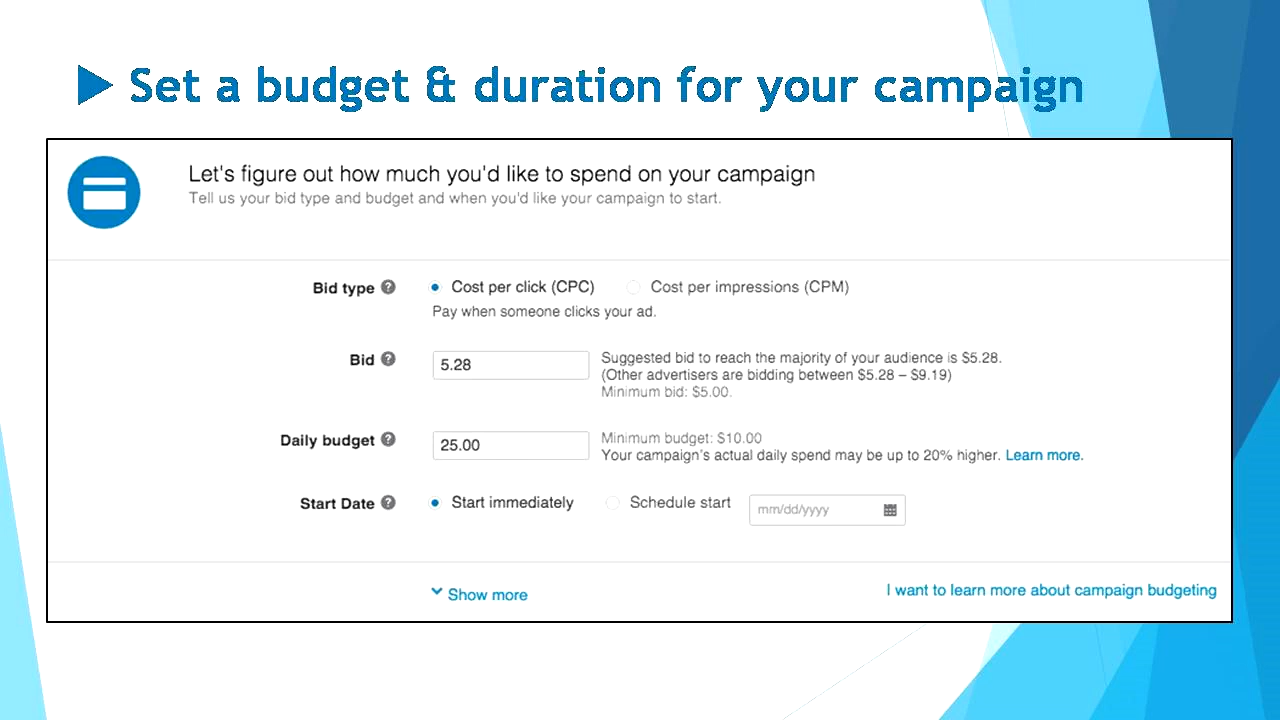 Set a budget & duration for your campaign
Let's figure out how much you'd like to spend on your campaign
Tell us your bid type and budget and when you'd like your campaign to start.
Bid type ? Cost per click (CPC) Cost per impressions (CPM)
Pay when someone clicks your ad.
Bid ? 5.28 Suggested bid to reach the majority of your audience is $5.28.
(Other advertisers are bidding between $5.28 – $9.19)
Minimum bid: $5.00.
Daily budget ? 25.00 Minimum budget: $10.00
Your campaign's actual daily spend may be up to 20% higher. Learn more.
Start Date ? Start immediately Schedule start mm/dd/yyyy
Show more I want to learn more about campaign budgeting